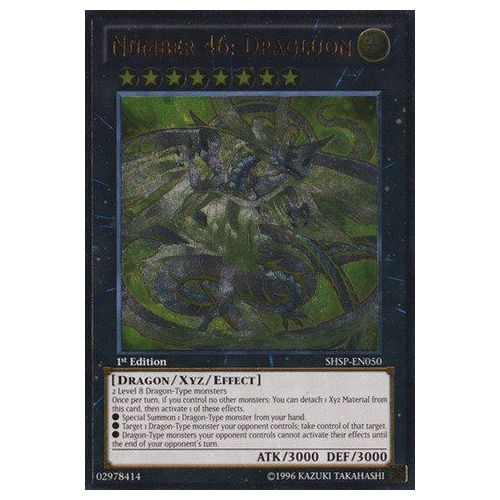 NUMBER 46: DRAGLUON
1st Edition
SHSP-EN050
[DRAGON/XYZ/EFFECT]
2 Level 8 Dragon-Type monsters
Once per turn, if you control no other monsters: You can detach 1 Xyz Material from
this card, then activate 1 of these effects.
● Special Summon 1 Dragon-Type monster from your hand.
● Target 1 Dragon-Type monster your opponent controls; take control of that target.
● Dragon-Type monsters your opponent controls cannot activate their effects until
the end of your opponent's turn.
ATK/3000 DEF/3000
02978414
©1996 KAZUKI TAKAHASHI